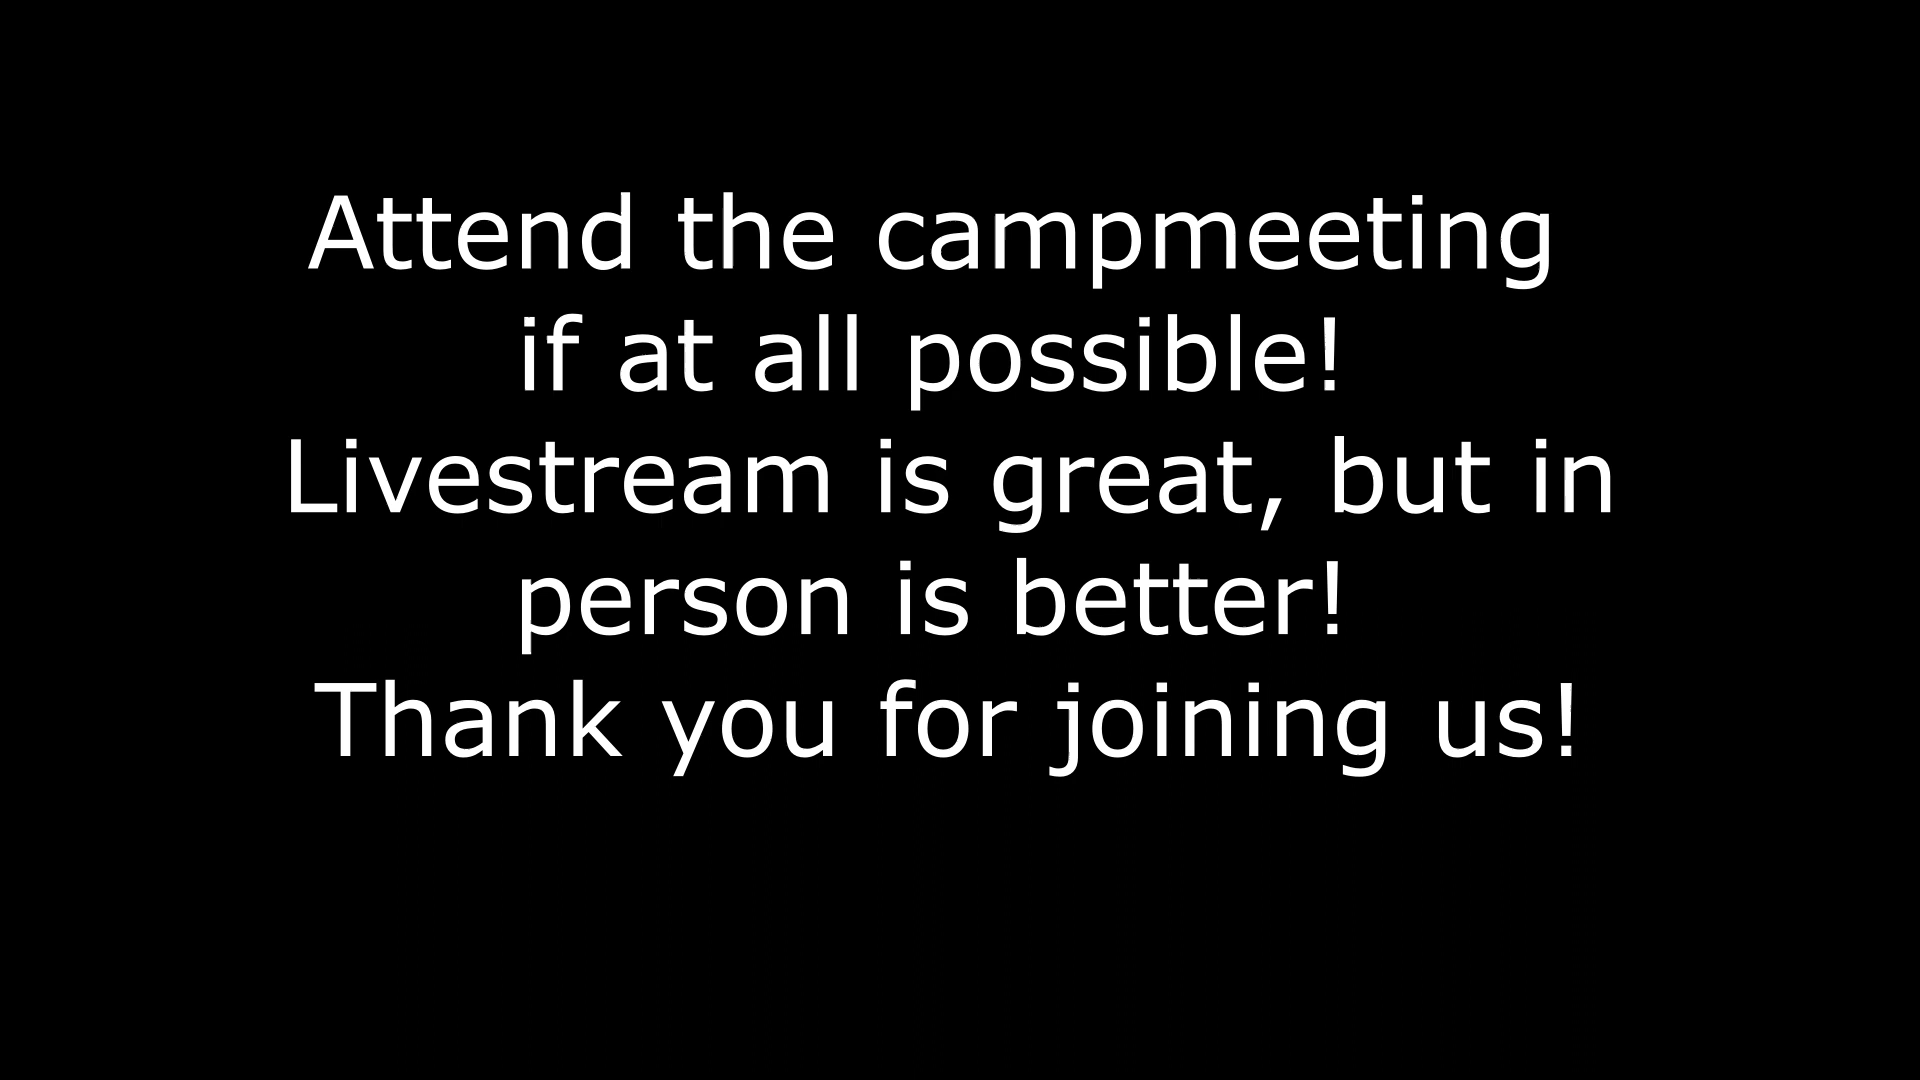 Attend the campmeeting
if at all possible!
Livestream is great, but in
person is better!
Thank you for joining us!